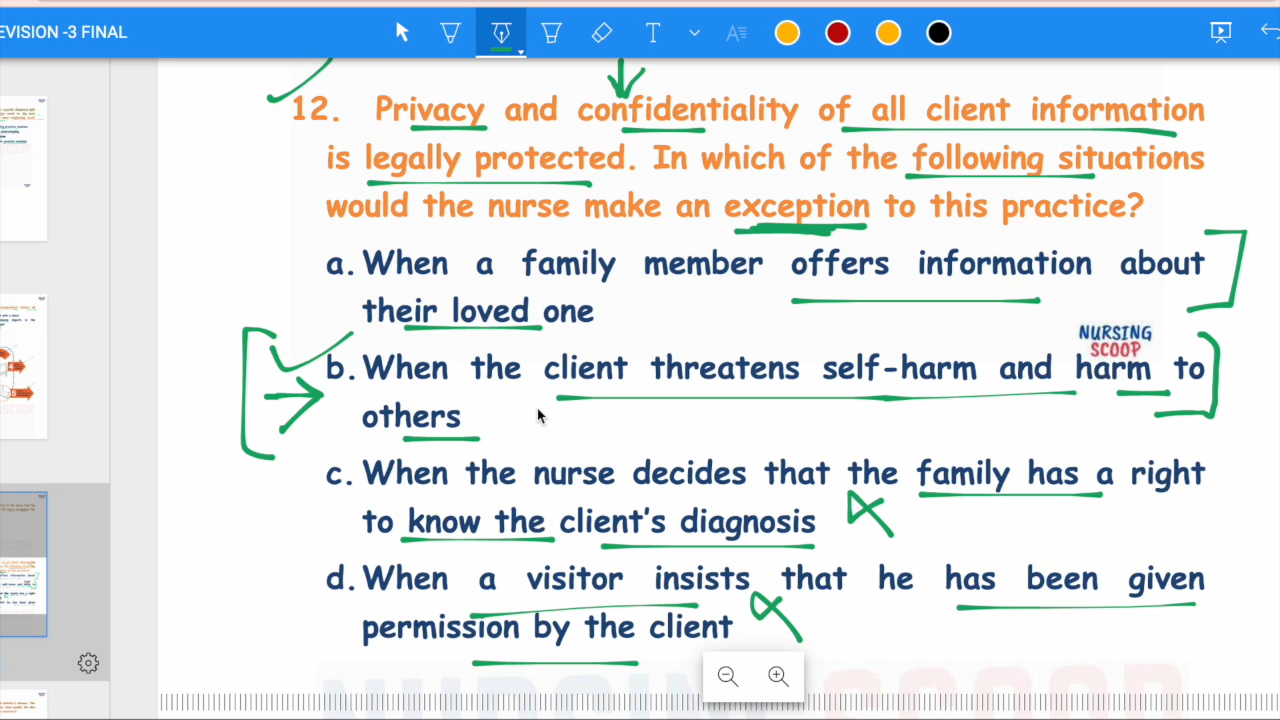 EVISION -3 FINAL
12. Privacy and confidentiality of all client information
is legally protected. In which of the following situations
would the nurse make an exception to this practice?
a. When a family member offers information about
their loved one
NURSING
SCOOP
b. When the client threatens self-harm and harm to
others
c. When the nurse decides that the family has a right
to know the client's diagnosis
d. When a visitor insists that he has been given
permission by the client
NURSING SCOOP